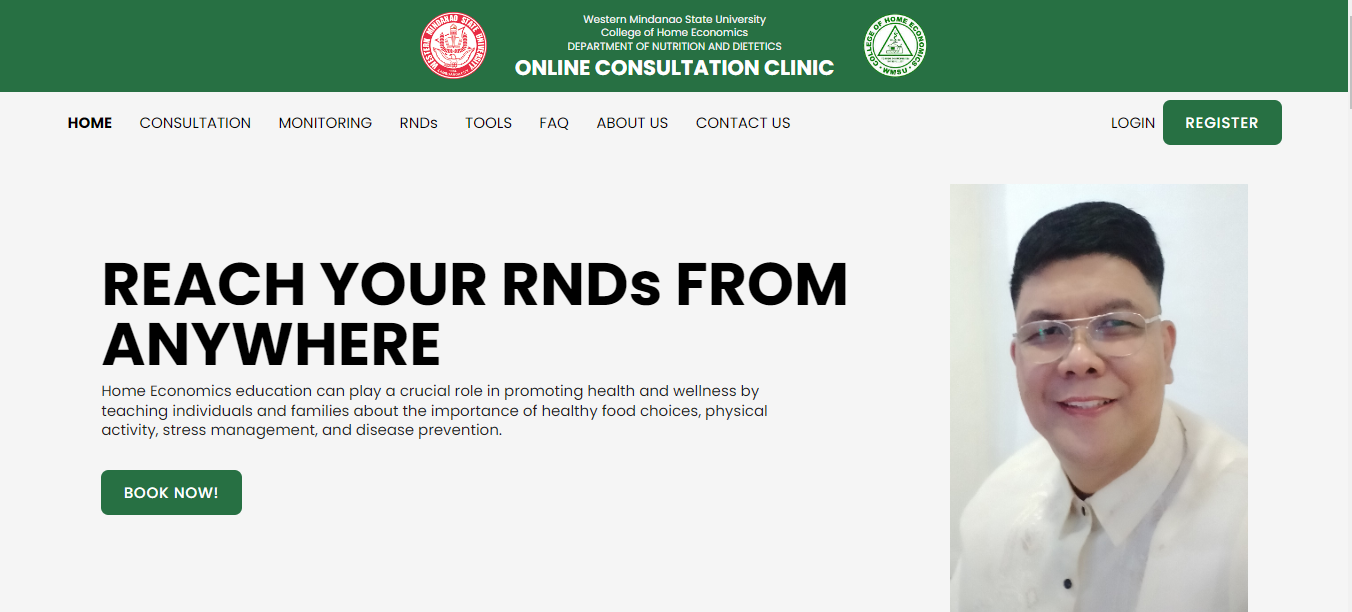 WESTERN MINDANAO STATE UNIVERSITY
Western Mindanao State University
College of Home Economics
DEPARTMENT OF NUTRITION AND DIETETICS
ONLINE CONSULTATION CLINIC
COLLEGE OF HOME ECONOMICS
WMSU
HOME CONSULTATION MONITORING RNDs TOOLS FAQ ABOUT US CONTACT US LOGIN REGISTER
REACH YOUR RNDs FROM
ANYWHERE
Home Economics education can play a crucial role in promoting health and wellness by
teaching individuals and families about the importance of healthy food choices, physical
activity, stress management, and disease prevention.
BOOK NOW!